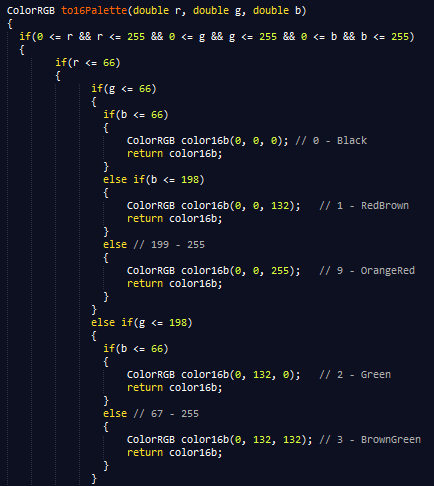 ColorRGB to16Palette(double r, double g, double b)
{
  if(0 <= r && r <= 255 && 0 <= g && g <= 255 && 0 <= b && b <= 255)
  {
        if(r <= 66)
        {
              if(g <= 66)
              {
                if(b <= 66)
                {
                    ColorRGB color16b(0, 0, 0); // 0 - Black
                    return color16b;
                }
                else if(b <= 198)
                {
                    ColorRGB color16b(0, 0, 132);   // 1 - RedBrown
                    return color16b;
                }
                else // 199 - 255
                {
                    ColorRGB color16b(0, 0, 255);   // 9 - OrangeRed
                    return color16b;
                }
              }
              else if(g <= 198)
              {
                if(b <= 66)
                {
                    ColorRGB color16b(0, 132, 0);   // 2 - Green
                    return color16b;
                }
                else // 67 - 255
                {
                    ColorRGB color16b(0, 132, 132); // 3 - BrownGreen
                    return color16b;
                }
              }